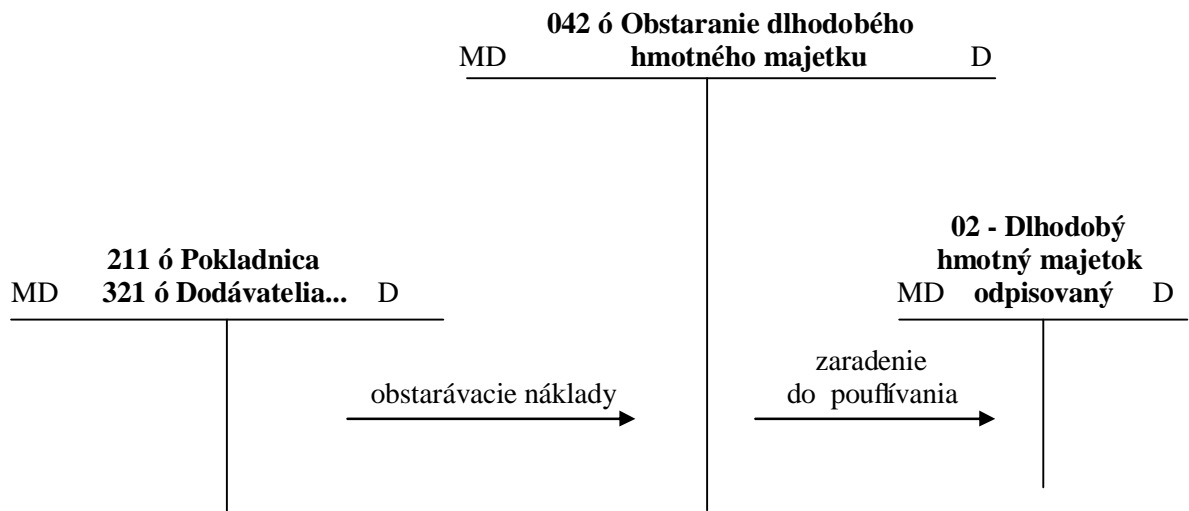 042 ó Obstaranie dlhodobého
MD hmotného majetku D
02 - Dlhodobý
211 ó Pokladnica hmotný majetok
MD 321 ó Dodávatelia... D MD odpisovaný D
zaradenie
obstarávacie náklady do pouflívania